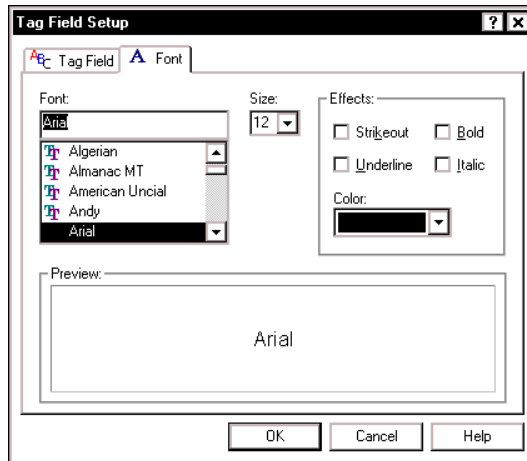 Tag Field Setup
ABC Tag Field A Font
Font: Size: Effects:
Arial 12 Strikeout Bold
Algerian
Almanac MT Underline Italic
American Uncial
Andy Color:
Arial
Preview:
Arial
OK Cancel Help